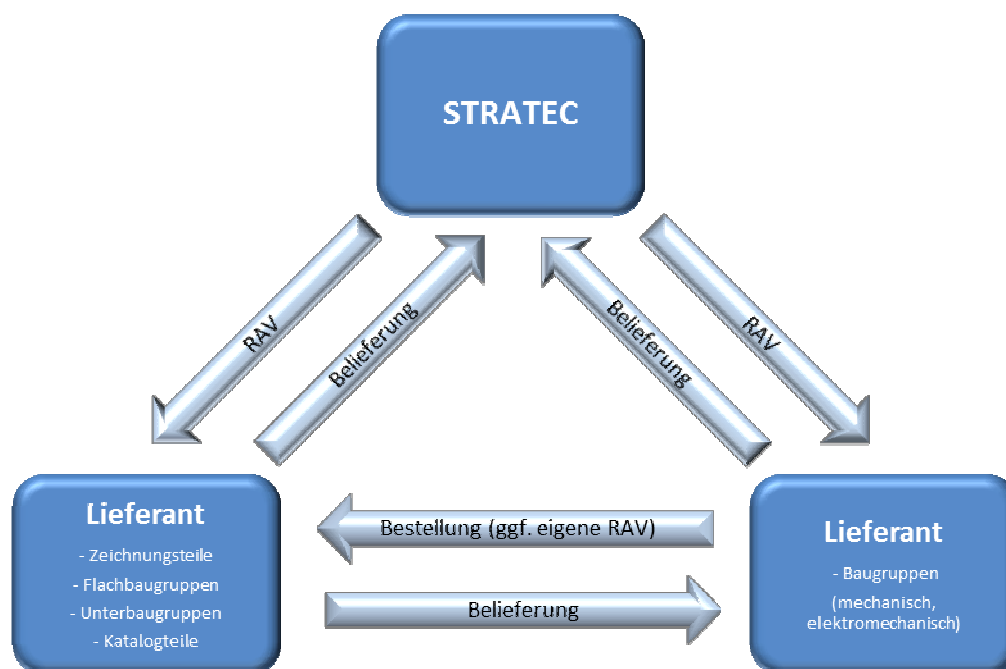 STRATEC
RAV
Belieferung
Belieferung
RAV
Lieferant
- Zeichnungsteile
- Flachbaugruppen
- Unterbaugruppen
- Katalogteile
Bestellung (ggf. eigene RAV)
Belieferung
Lieferant
- Baugruppen
(mechanisch,
elektromechanisch)